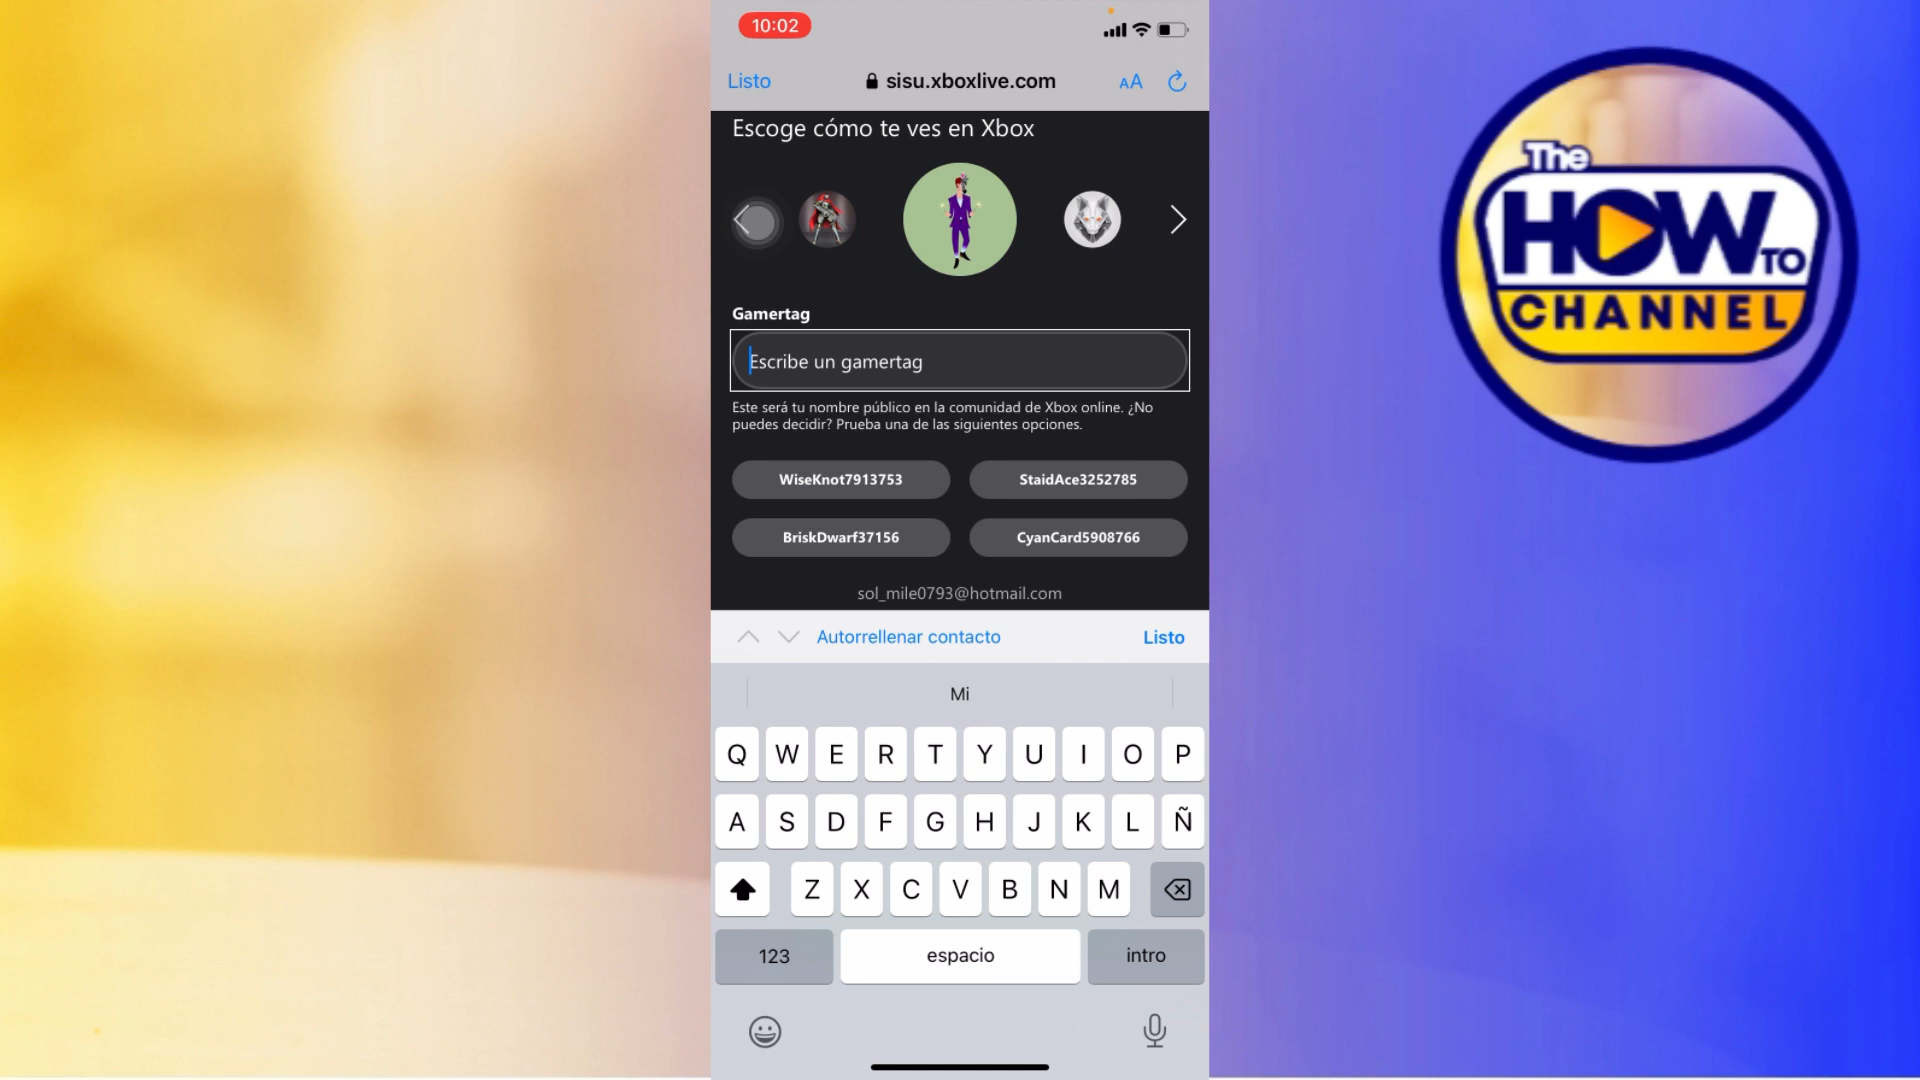 10:02
Listo
sisu.xboxlive.com
AA
Escoge cómo te ves en Xbox
Gamertag
Escribe un gamertag
Este será tu nombre público en la comunidad de Xbox online. ¿No
puedes decidir? Prueba una de las siguientes opciones.
WiseKnot7913753
StaidAce3252785
BriskDwarf37156
CyanCard5908766
sol_mile0793@hotmail.com
Autorrellenar contacto
Listo
Mi
Q W E R T Y U I O P
A S D F G H J K L Ñ
Z X C V B N M
123
espacio
intro
The
HOW TO
CHANNEL